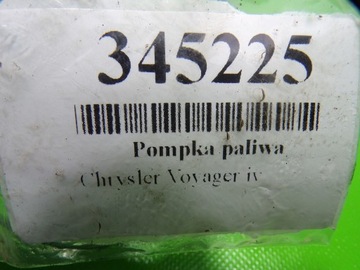 345225
Pompka paliwa
Chrysler Voyager iv